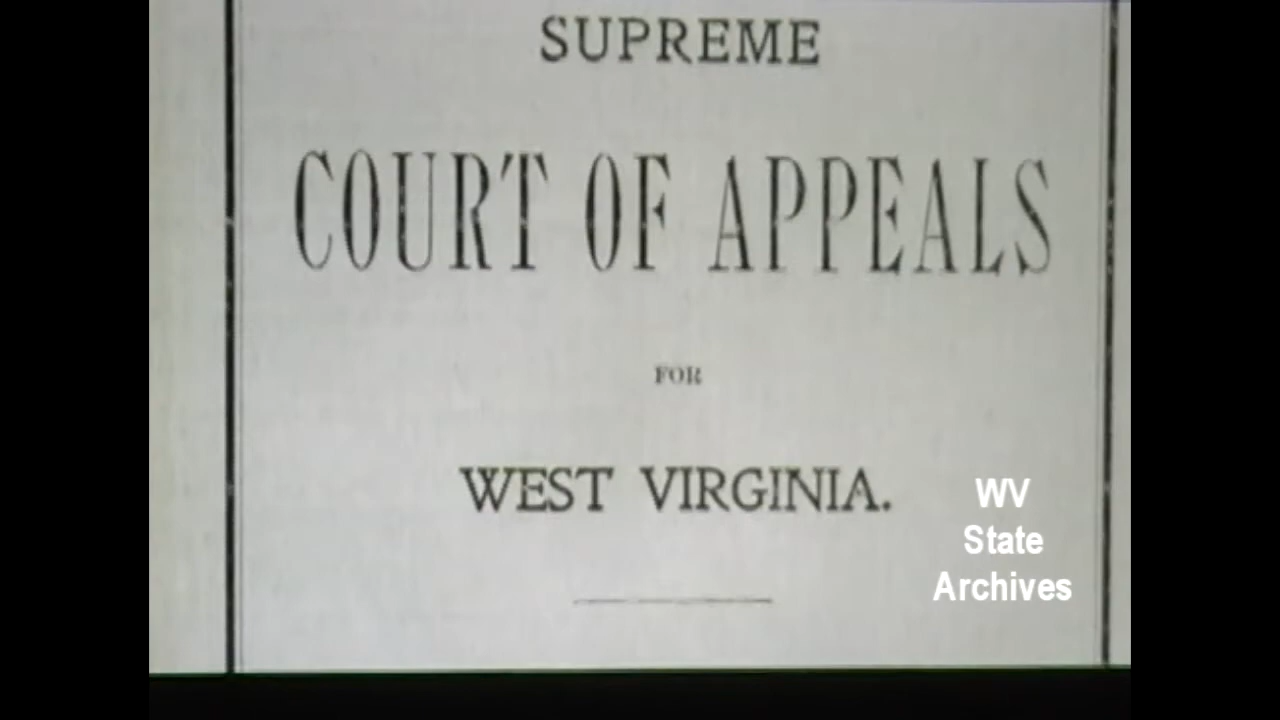 SUPREME
COURT OF APPEALS
FOR
WEST VIRGINIA.
WV
State
Archives